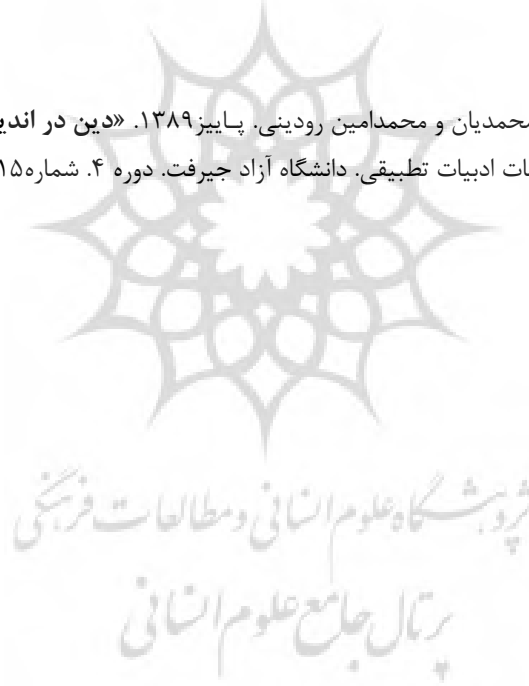 محمدیان و محمدامین رودینی. پاییز۱۳۸۹. «دین در اندی
ات ادبیات تطبیقی. دانشگاه آزاد جیرفت. دوره ۴. شماره۱۵
پژوهشگاه علوم انسانی و مطالعات فرهنگی
پرتال جامع علوم انسانی